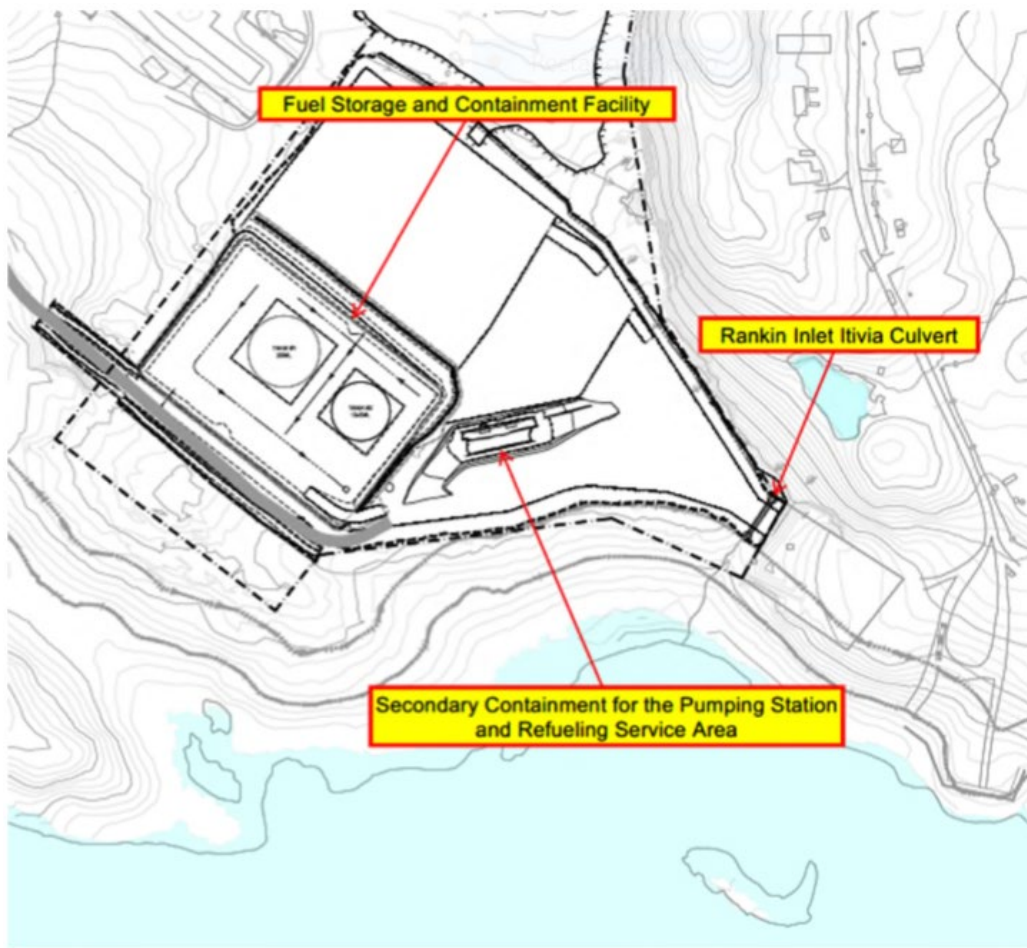 Fuel Storage and Containment Facility
Rankin Inlet Itivia Culvert
Secondary Containment for the Pumping Station
and Refueling Service Area